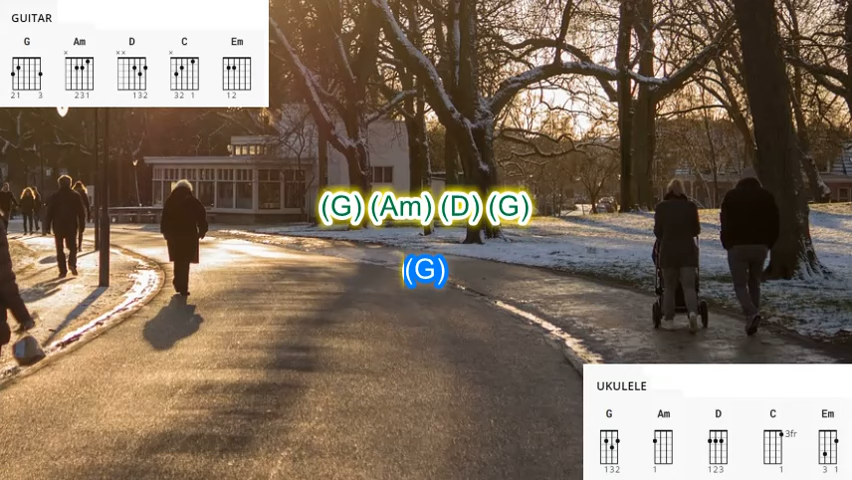 GUITAR
G Am D C Em
× ×× ×
21 3 231 132 32 1 12
(G) (Am) (D) (G)
(G)
UKULELE
G Am D C Em
3fr
132 1 123 1 3 1